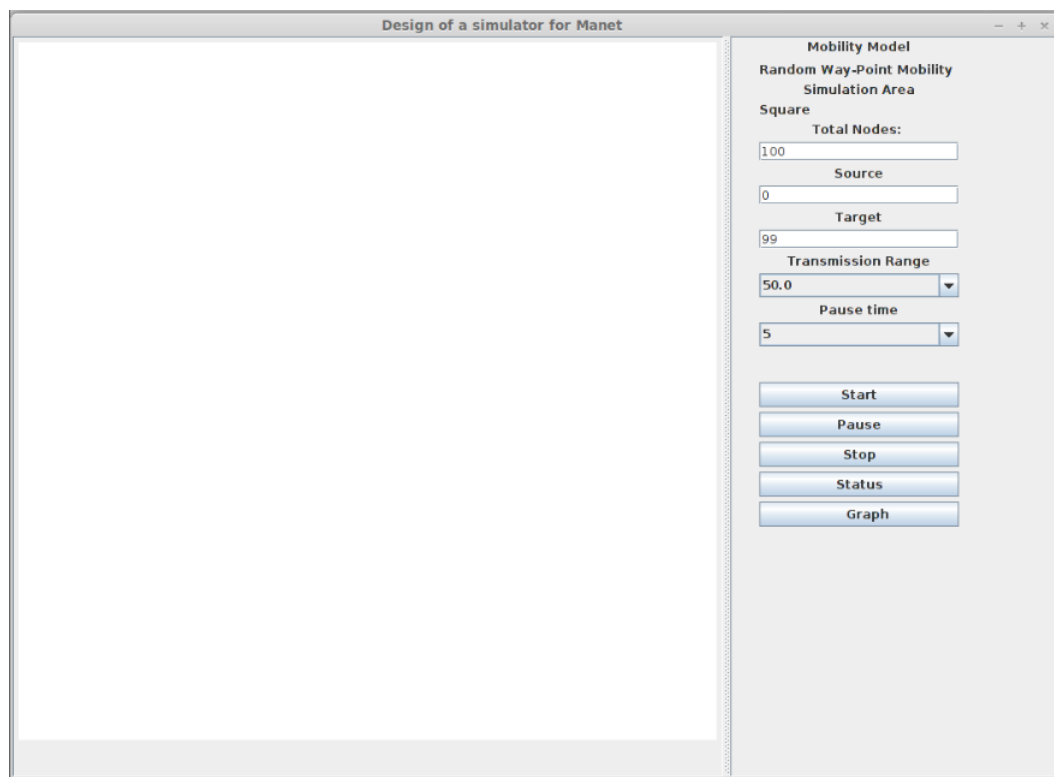 Design of a simulator for Manet
Mobility Model
Random Way-Point Mobility
Simulation Area
Square
Total Nodes:
100
Source
0
Target
99
Transmission Range
50.0
Pause time
5
Start
Pause
Stop
Status
Graph